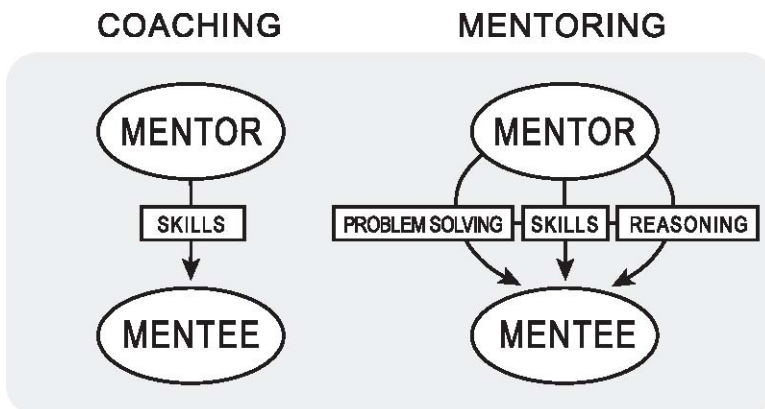 COACHING
MENTORING
MENTOR
SKILLS
MENTEE
MENTOR
PROBLEM SOLVING
SKILLS
REASONING
MENTEE